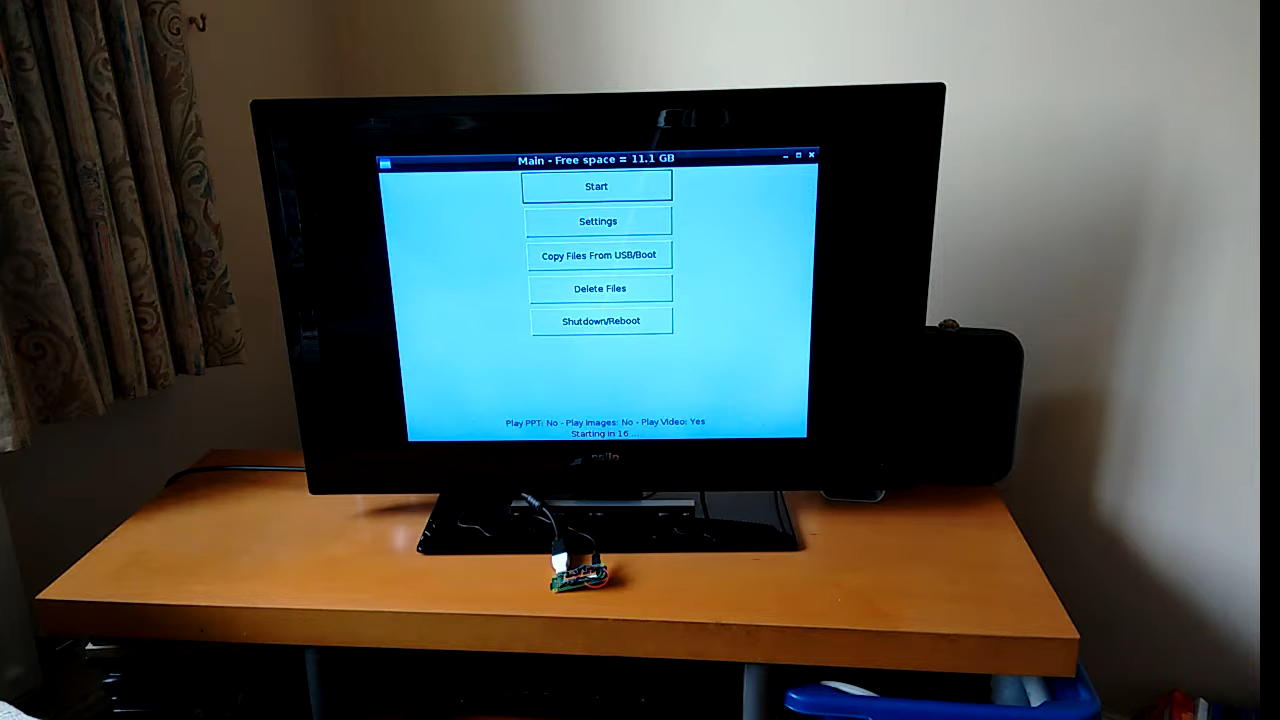 Main - Free space = 11.1 GB
Start
Settings
Copy Files From USB/Boot
Delete Files
Shutdown/Reboot
Play PPT: No - Play Images: No - Play Video: Yes
Starting in 16 ...